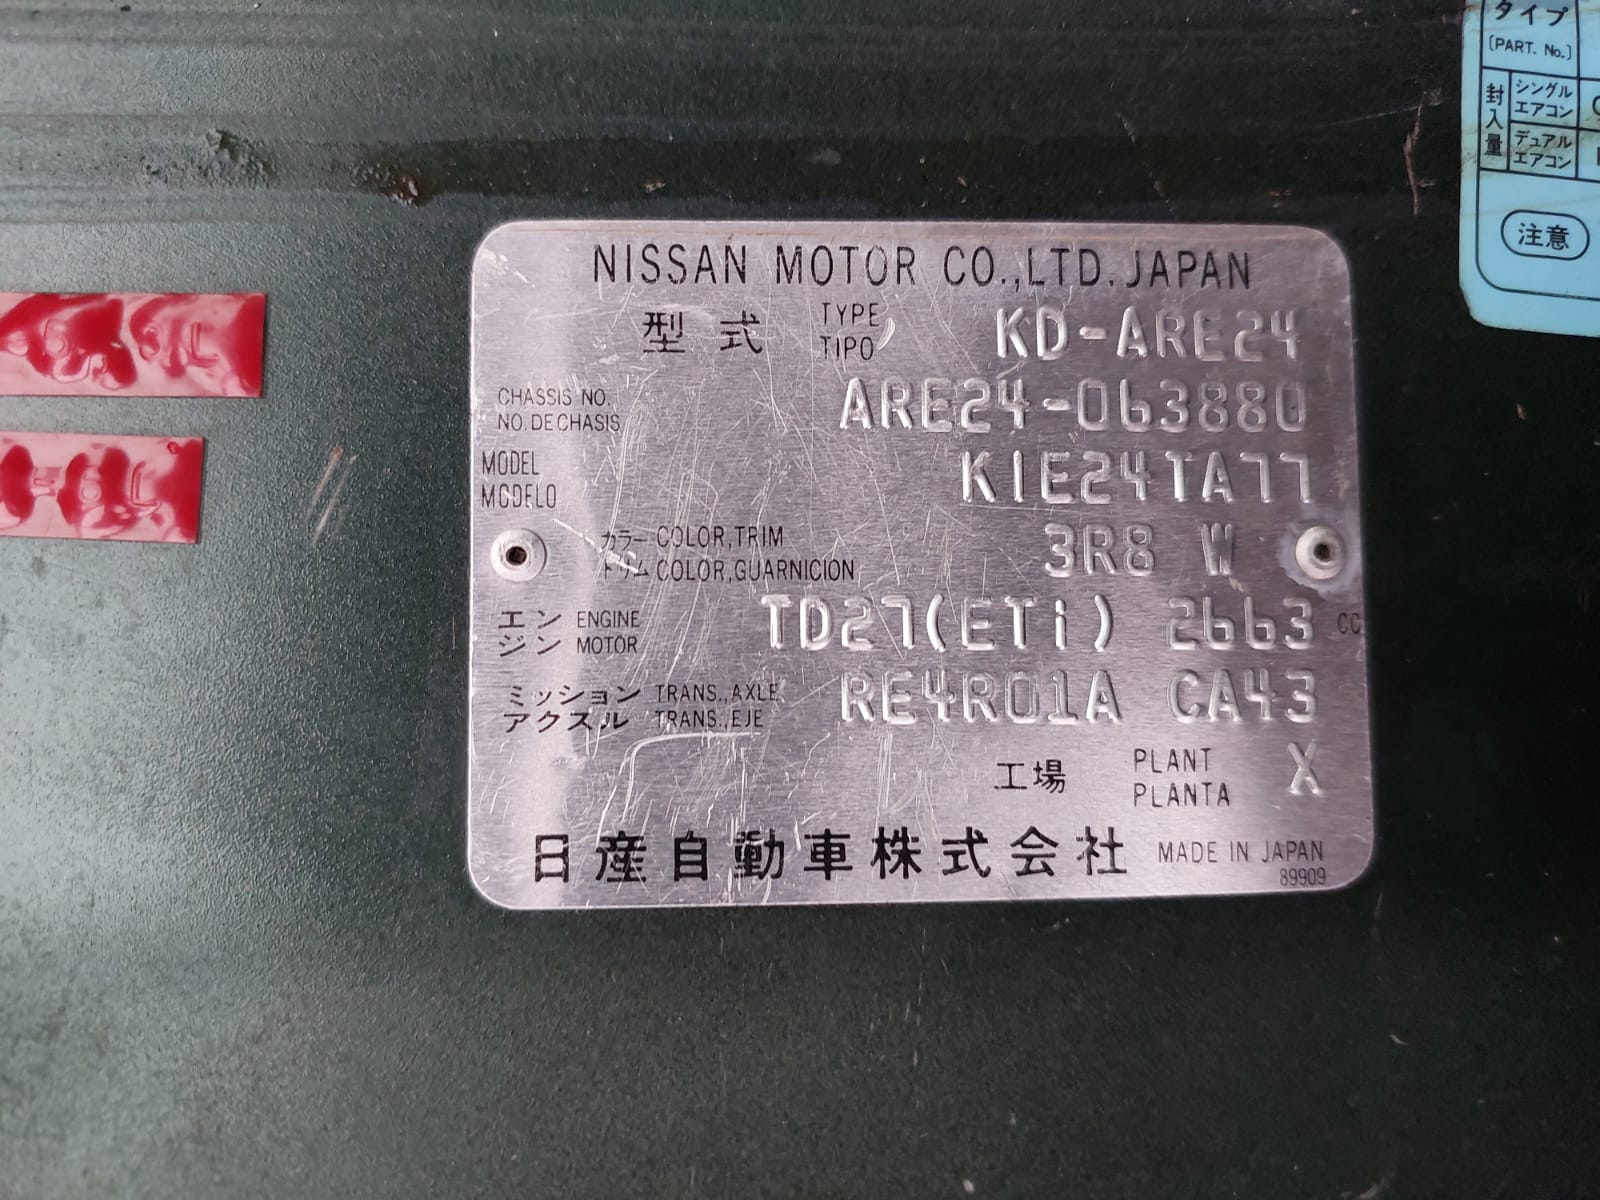 NISSAN MOTOR CO.,LTD. JAPAN
型式 TYPE TIPO KD-ARE24
CHASSIS NO. NO. DE CHASIS ARE24-063880
MODEL MODELO KIE24TA77
カラー COLOR,TRIM トリム COLOR,GUARNICION 3R8 W
エンジン ENGINE MOTOR TD27(ETi) 2663 CC
ミッション TRANS.,AXLE アクスル TRANS.,EJE RE4R01A CA43
工場 PLANT PLANTA X
日産自動車株式会社 MADE IN JAPAN
89909
タイプ
(PART. No.)
封入量
シングルエアコン
デュアルエアコン
注意